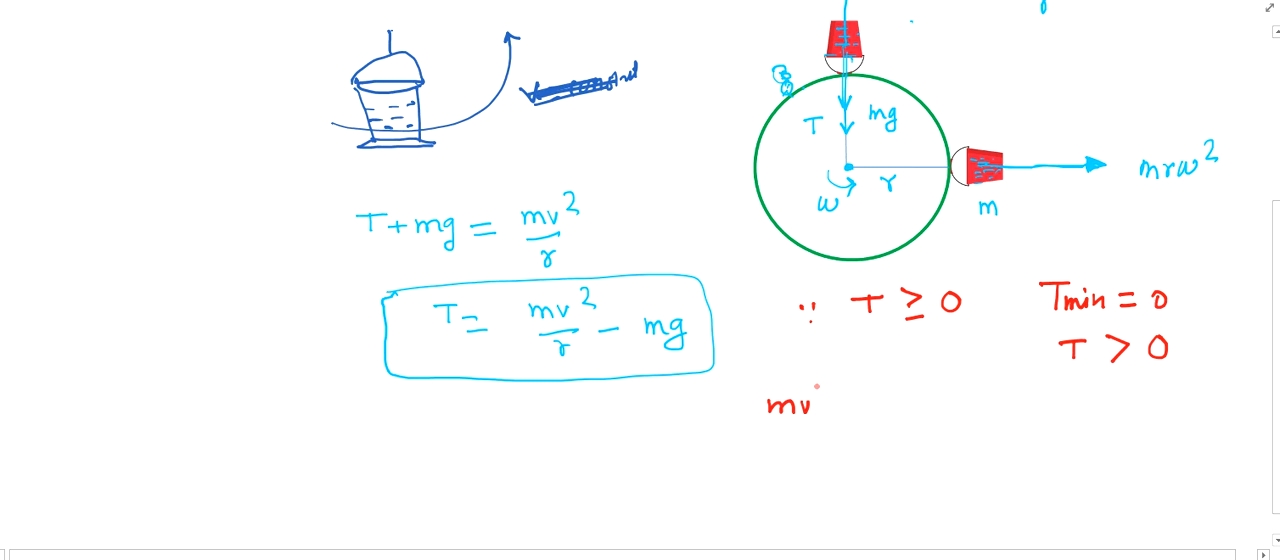 T
mg
ω
r
m
mrω²
T + mg = mv²/r
T = mv²/r - mg
∵ T ≥ 0
Tmin = 0
T > 0
mv